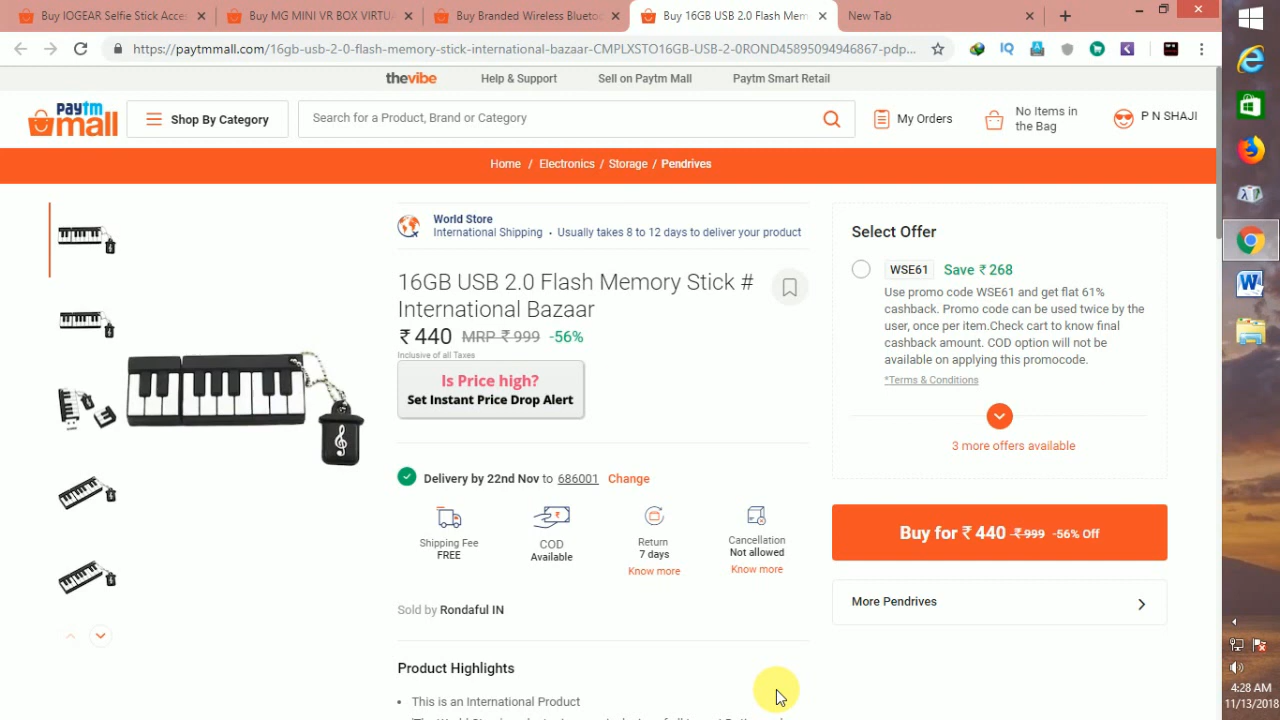 Buy IOGEAR Selfie Stick Acces
Buy MG MINI VR BOX VIRTUA
Buy Branded Wireless Bluetoo
Buy 16GB USB 2.0 Flash Mem
New Tab
https://paytmmall.com/16gb-usb-2-0-flash-memory-stick-international-bazaar-CMPLXSTO16GB-USB-2-0ROND45895094946867-pdp...
IQ
thevibe
Help & Support
Sell on Paytm Mall
Paytm Smart Retail
paytm
mall
Shop By Category
Search for a Product, Brand or Category
My Orders
No Items in
the Bag
P N SHAJI
Home / Electronics / Storage / Pendrives
World Store
International Shipping • Usually takes 8 to 12 days to deliver your product
16GB USB 2.0 Flash Memory Stick #
International Bazaar
₹ 440 MRP ₹ 999 -56%
Inclusive of all Taxes
Is Price high?
Set Instant Price Drop Alert
Delivery by 22nd Nov to 686001 Change
Shipping Fee
FREE
COD
Available
Return
7 days
Know more
Cancellation
Not allowed
Know more
Sold by Rondaful IN
Product Highlights
• This is an International Product
Select Offer
WSE61 Save ₹ 268
Use promo code WSE61 and get flat 61%
cashback. Promo code can be used twice by the
user, once per item.Check cart to know final
cashback amount. COD option will not be
available on applying this promocode.
*Terms & Conditions
3 more offers available
Buy for ₹ 440 ₹ 999 -56% Off
More Pendrives
4:28 AM
11/13/2018